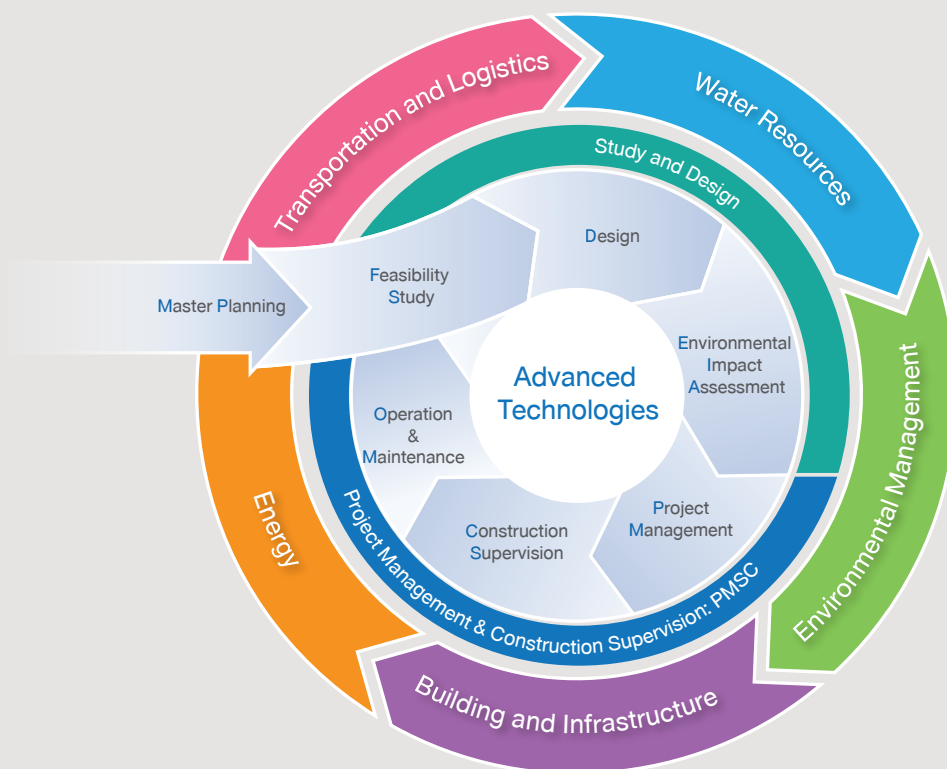 Transportation and Logistics
Water Resources
Study and Design
Design
Feasibility
Study
Master Planning
Environmental
Impact
Assessment
Advanced
Technologies
Operation
&
Maintenance
Project
Management
Construction
Supervision
Environmental Management
Energy
Project Management & Construction Supervision: PMSC
Building and Infrastructure